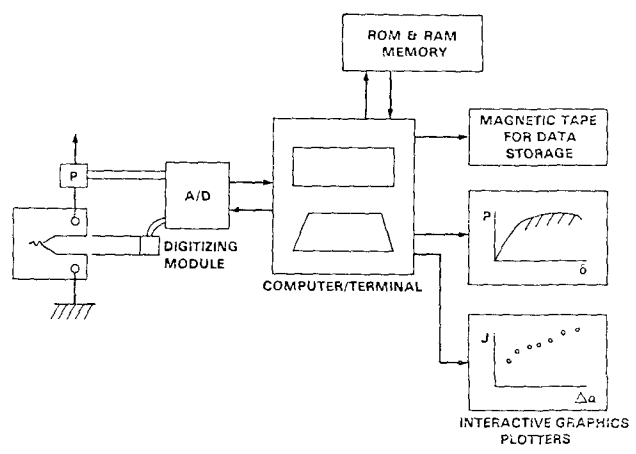 ROM & RAM
MEMORY
MAGNETIC TAPE
FOR DATA
STORAGE
P
A/D
DIGITIZING
MODULE
COMPUTER/TERMINAL
P
δ
J
Δa
INTERACTIVE GRAPHICS
PLOTTERS